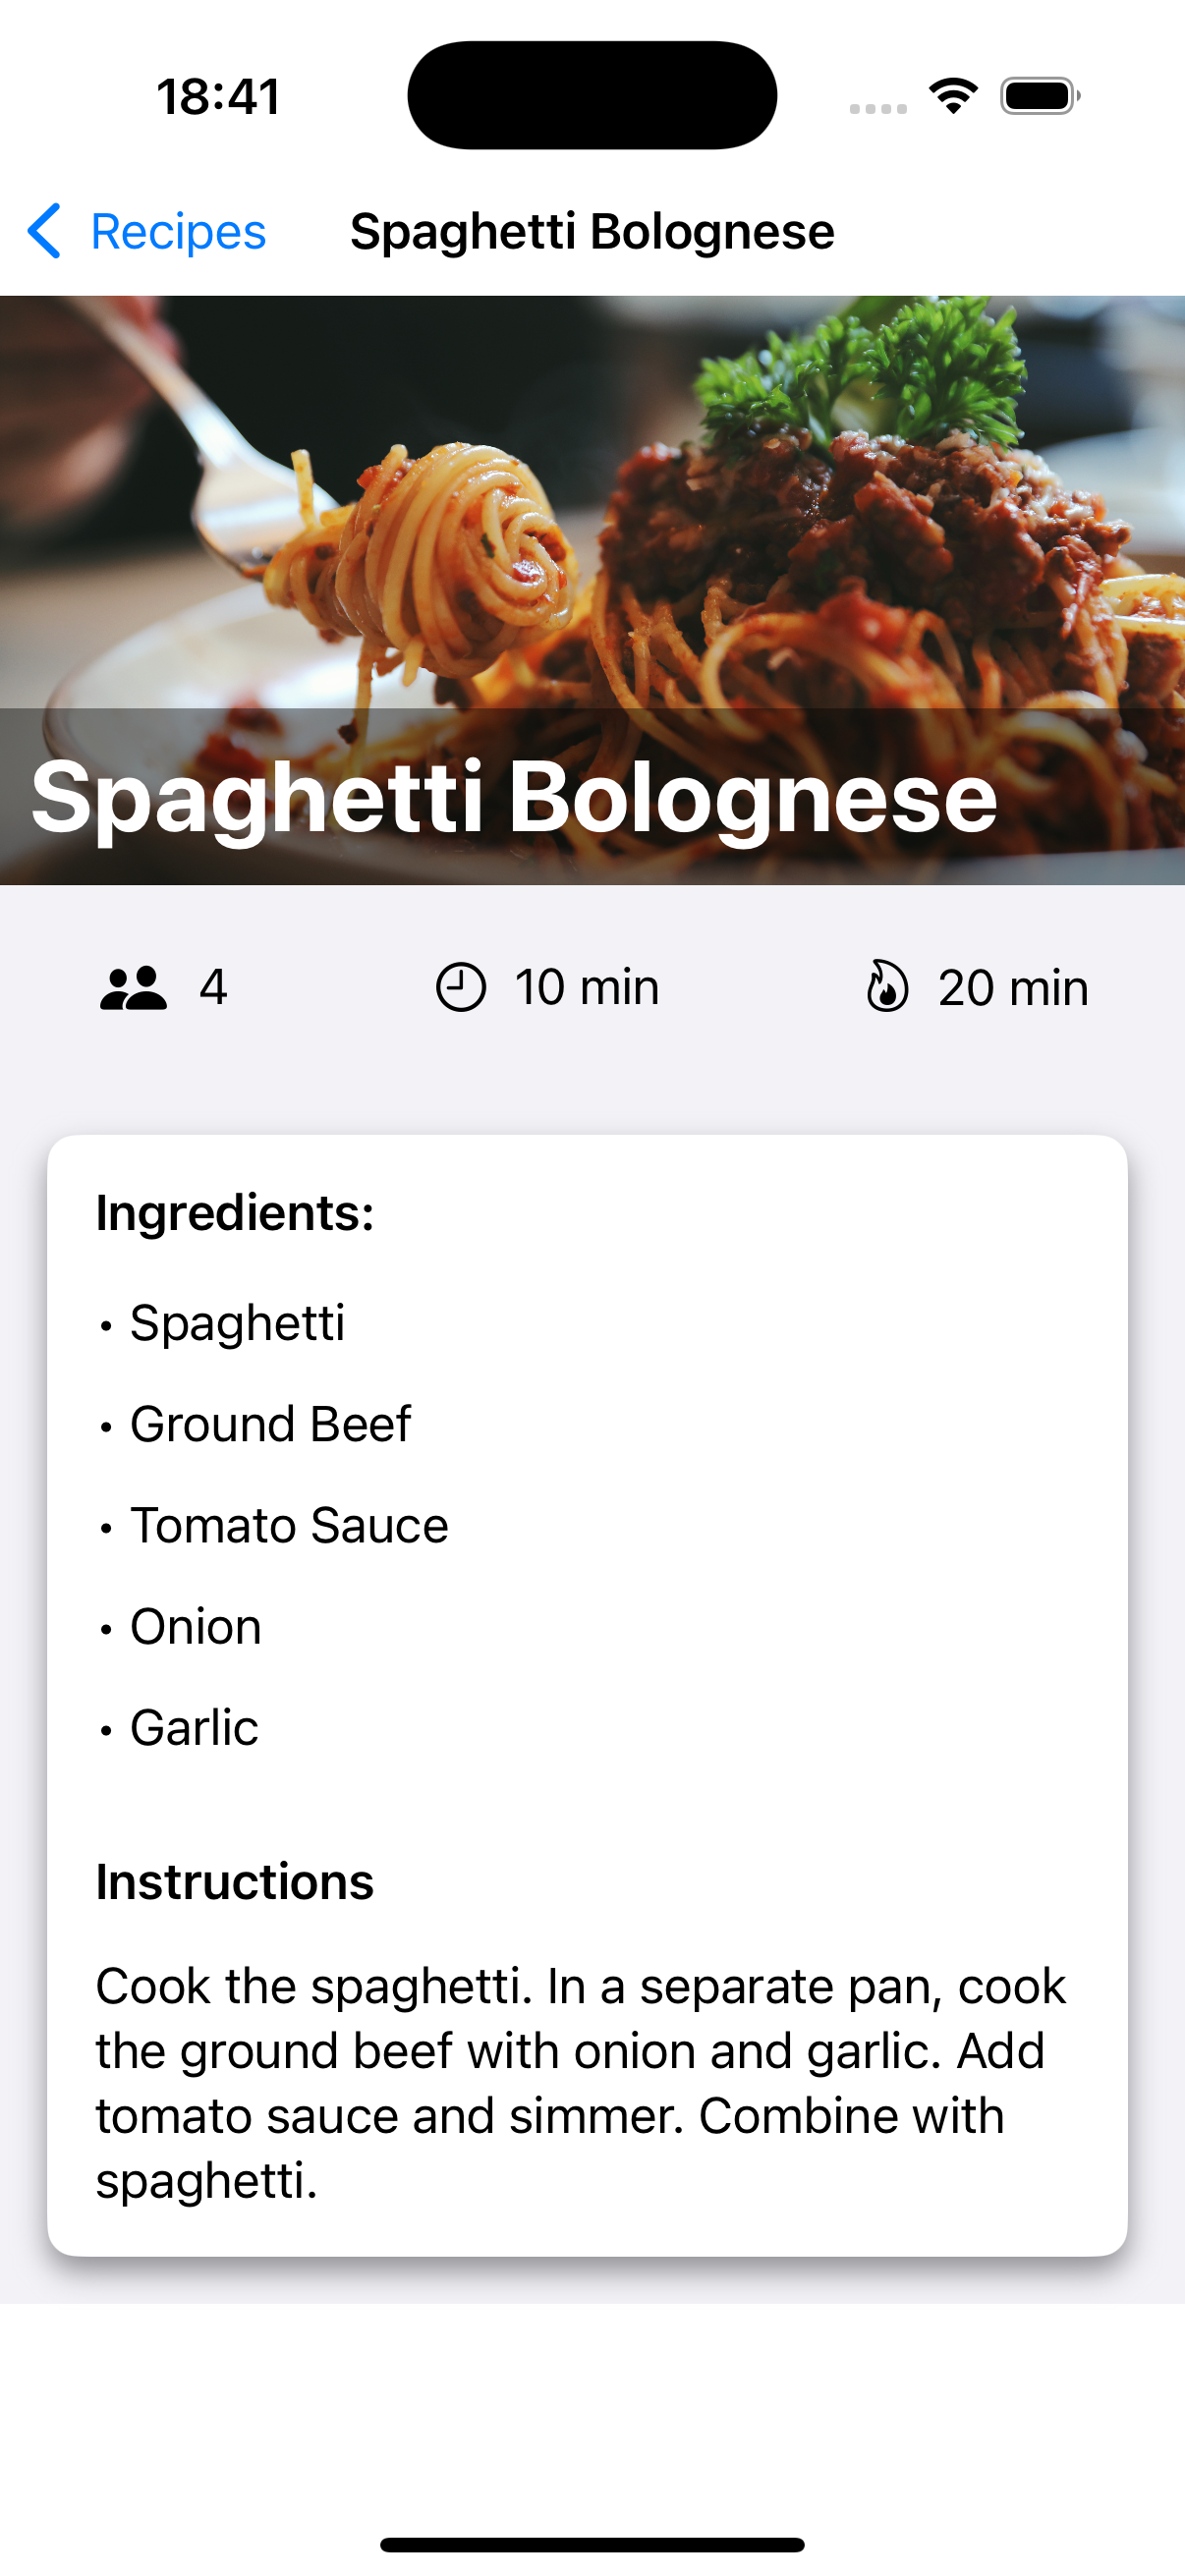 18:41
Recipes
Spaghetti Bolognese
Spaghetti Bolognese
4
10 min
20 min
Ingredients:
• Spaghetti
• Ground Beef
• Tomato Sauce
• Onion
• Garlic
Instructions
Cook the spaghetti. In a separate pan, cook
the ground beef with onion and garlic. Add
tomato sauce and simmer. Combine with
spaghetti.